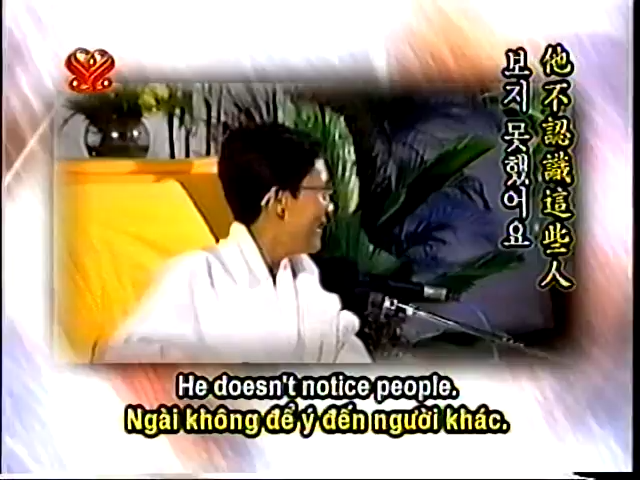 他不認識這些人
보지 못했어요
He doesn't notice people.
Ngài không để ý đến người khác.